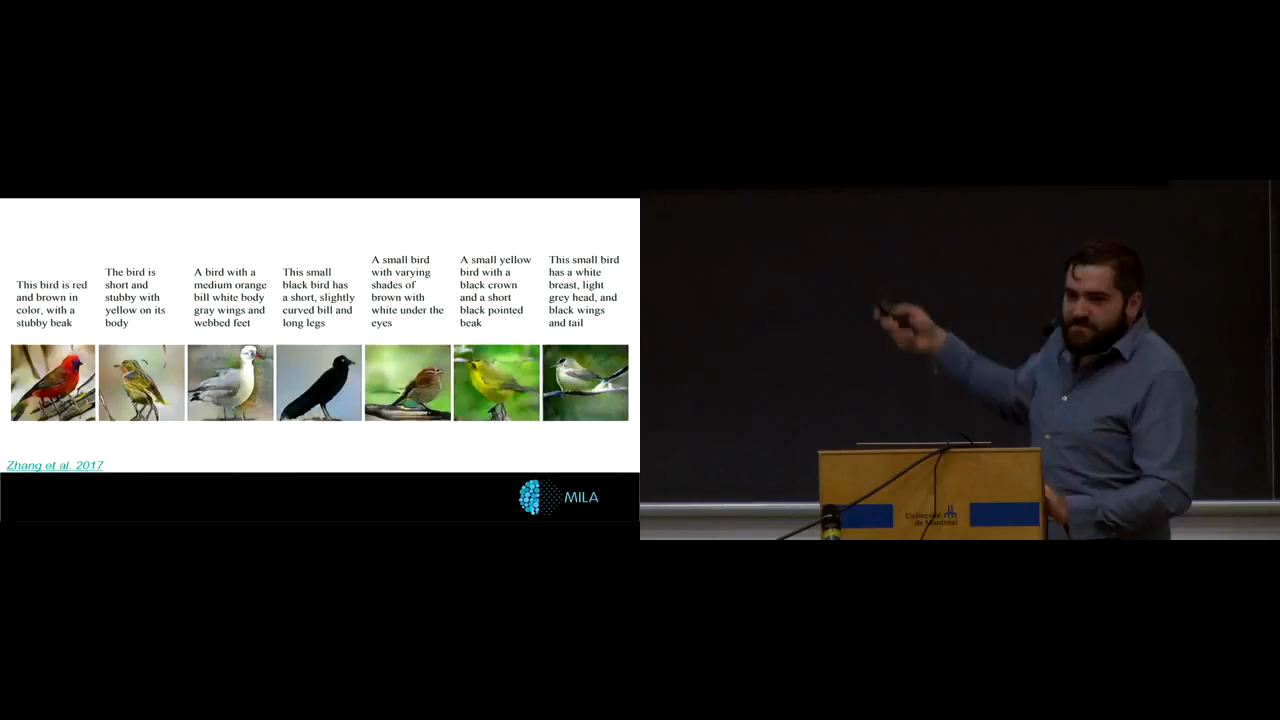 This bird is red
and brown in
color, with a
stubby beak
The bird is
short and
stubby with
yellow on its
body
A bird with a
medium orange
bill white body
gray wings and
webbed feet
This small
black bird has
a short, slightly
curved bill and
long legs
A small bird
with varying
shades of
brown with
white under the
eyes
A small yellow
bird with a
black crown
and a short
black pointed
beak
This small bird
has a white
breast, light
grey head, and
black wings
and tail
Zhang et al. 2017
MILA
Université
de Montréal